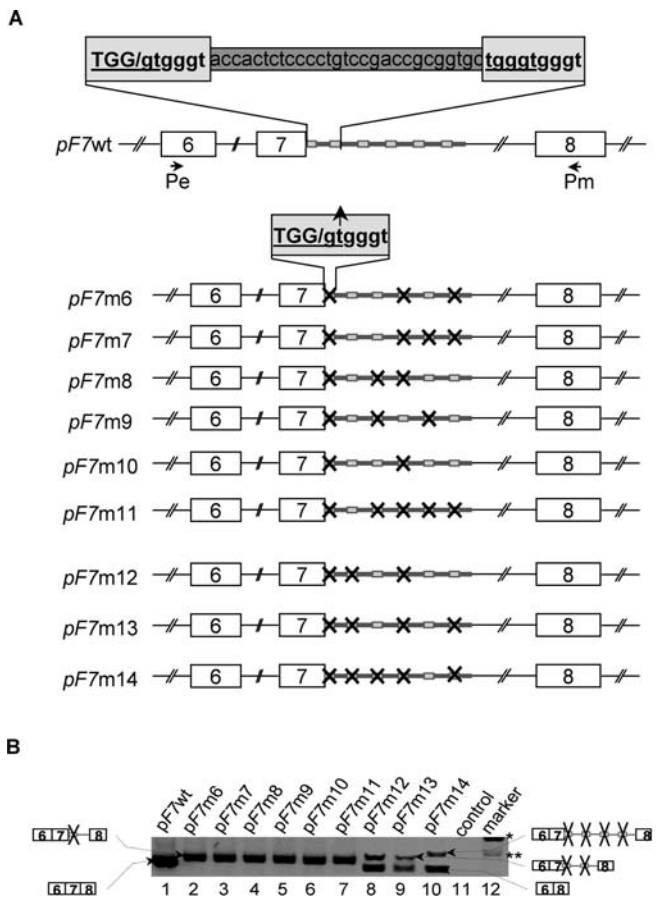 A
TGG/gtgggt accactctcccctgtccgaccgcggtgc tgggtgggt
pF7wt 6 7 8
Pe Pm
TGG/gtgggt
pF7m6 6 7 8
pF7m7 6 7 8
pF7m8 6 7 8
pF7m9 6 7 8
pF7m10 6 7 8
pF7m11 6 7 8
pF7m12 6 7 8
pF7m13 6 7 8
pF7m14 6 7 8
B
pF7wt pF7m6 pF7m7 pF7m8 pF7m9 pF7m10 pF7m11 pF7m12 pF7m13 pF7m14 control marker
6 7 8 * 6 7 8
** 6 7 8
6 7 8 1 2 3 4 5 6 7 8 9 10 11 12 6 8